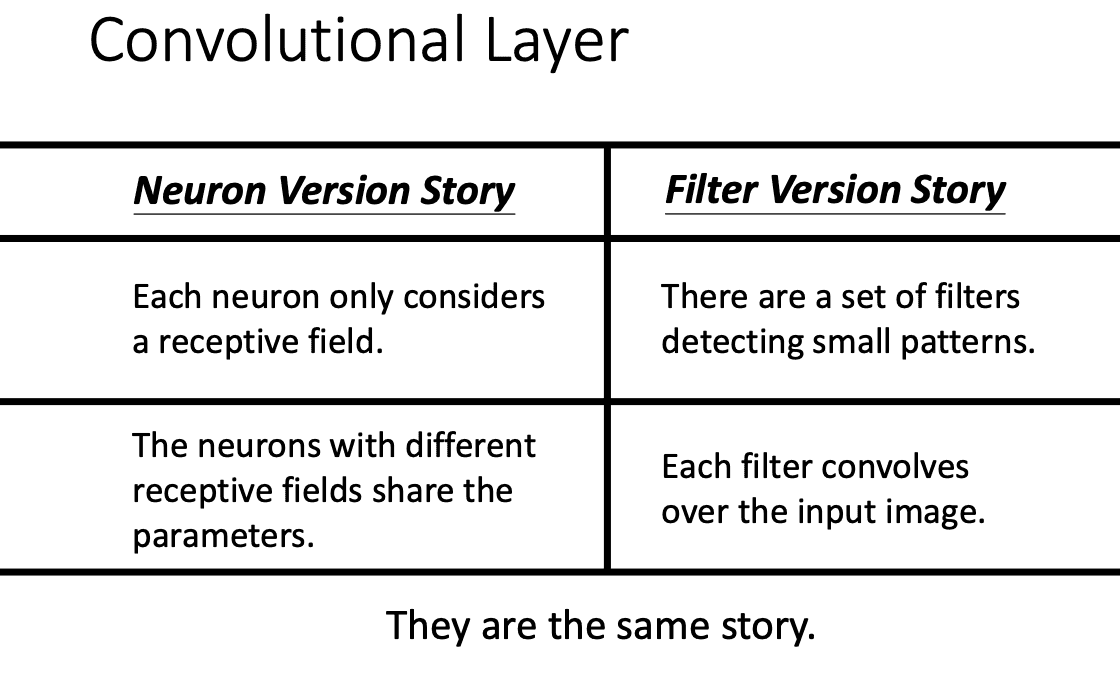 Convolutional Layer
Neuron Version Story
Filter Version Story
Each neuron only considers
a receptive field.
There are a set of filters
detecting small patterns.
The neurons with different
receptive fields share the
parameters.
Each filter convolves
over the input image.
They are the same story.